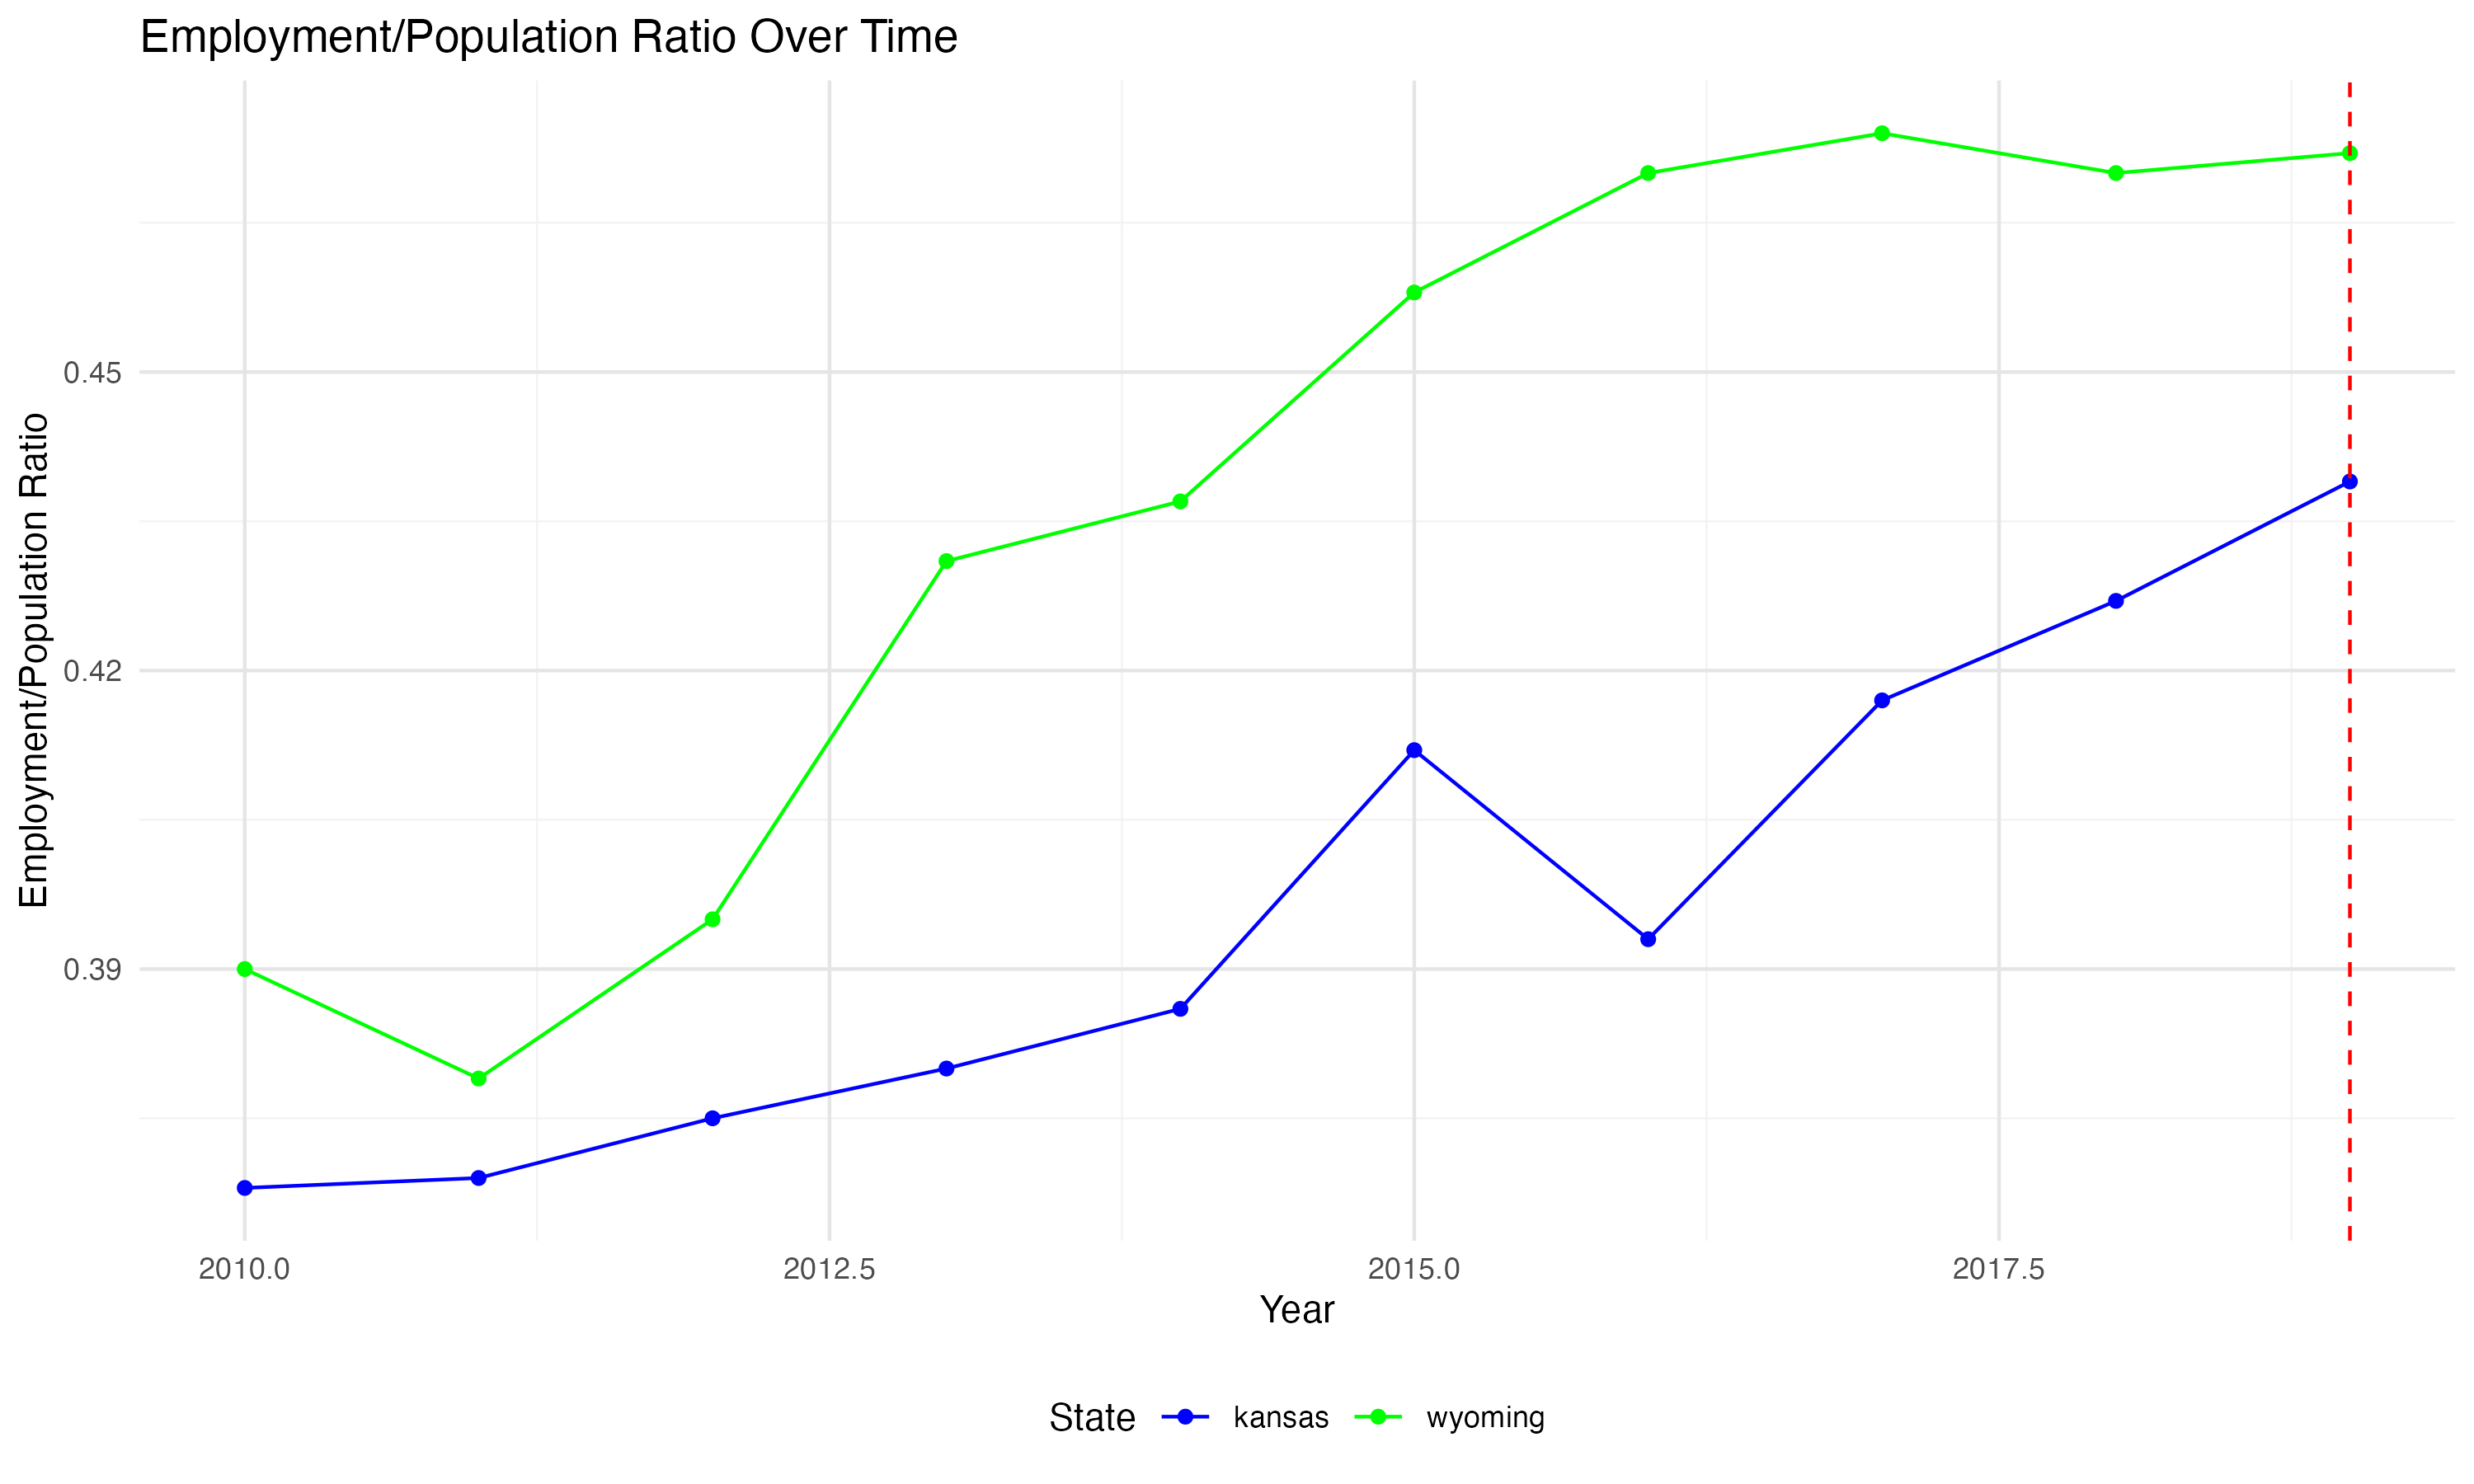 Employment/Population Ratio Over Time
Employment/Population Ratio
0.45
0.42
0.39
2010.0 2012.5 2015.0 2017.5
Year
State kansas wyoming